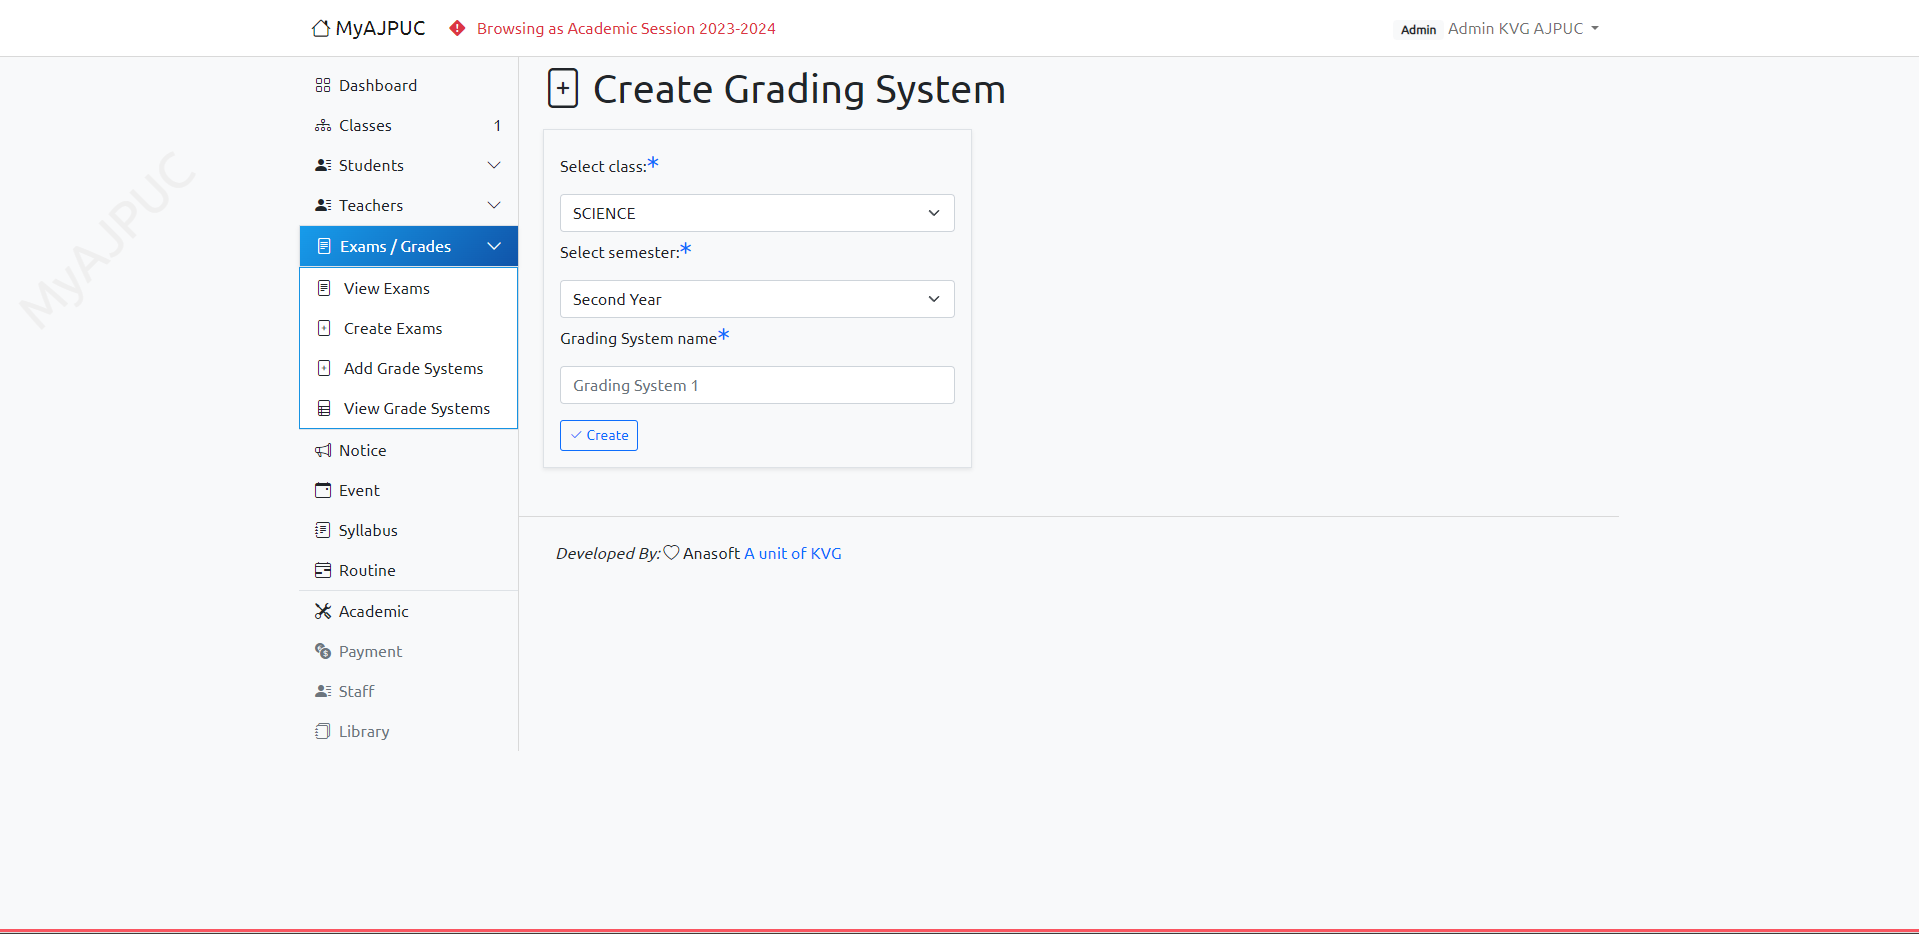 MyAJPUC Browsing as Academic Session 2023-2024 Admin Admin KVG AJPUC
MyAJPUC
Dashboard
Classes 1
Students
Teachers
Exams / Grades
View Exams
Create Exams
Add Grade Systems
View Grade Systems
Notice
Event
Syllabus
Routine
Academic
Payment
Staff
Library
Create Grading System
Select class:*
SCIENCE
Select semester:*
Second Year
Grading System name*
Grading System 1
Create
Developed By: Anasoft A unit of KVG